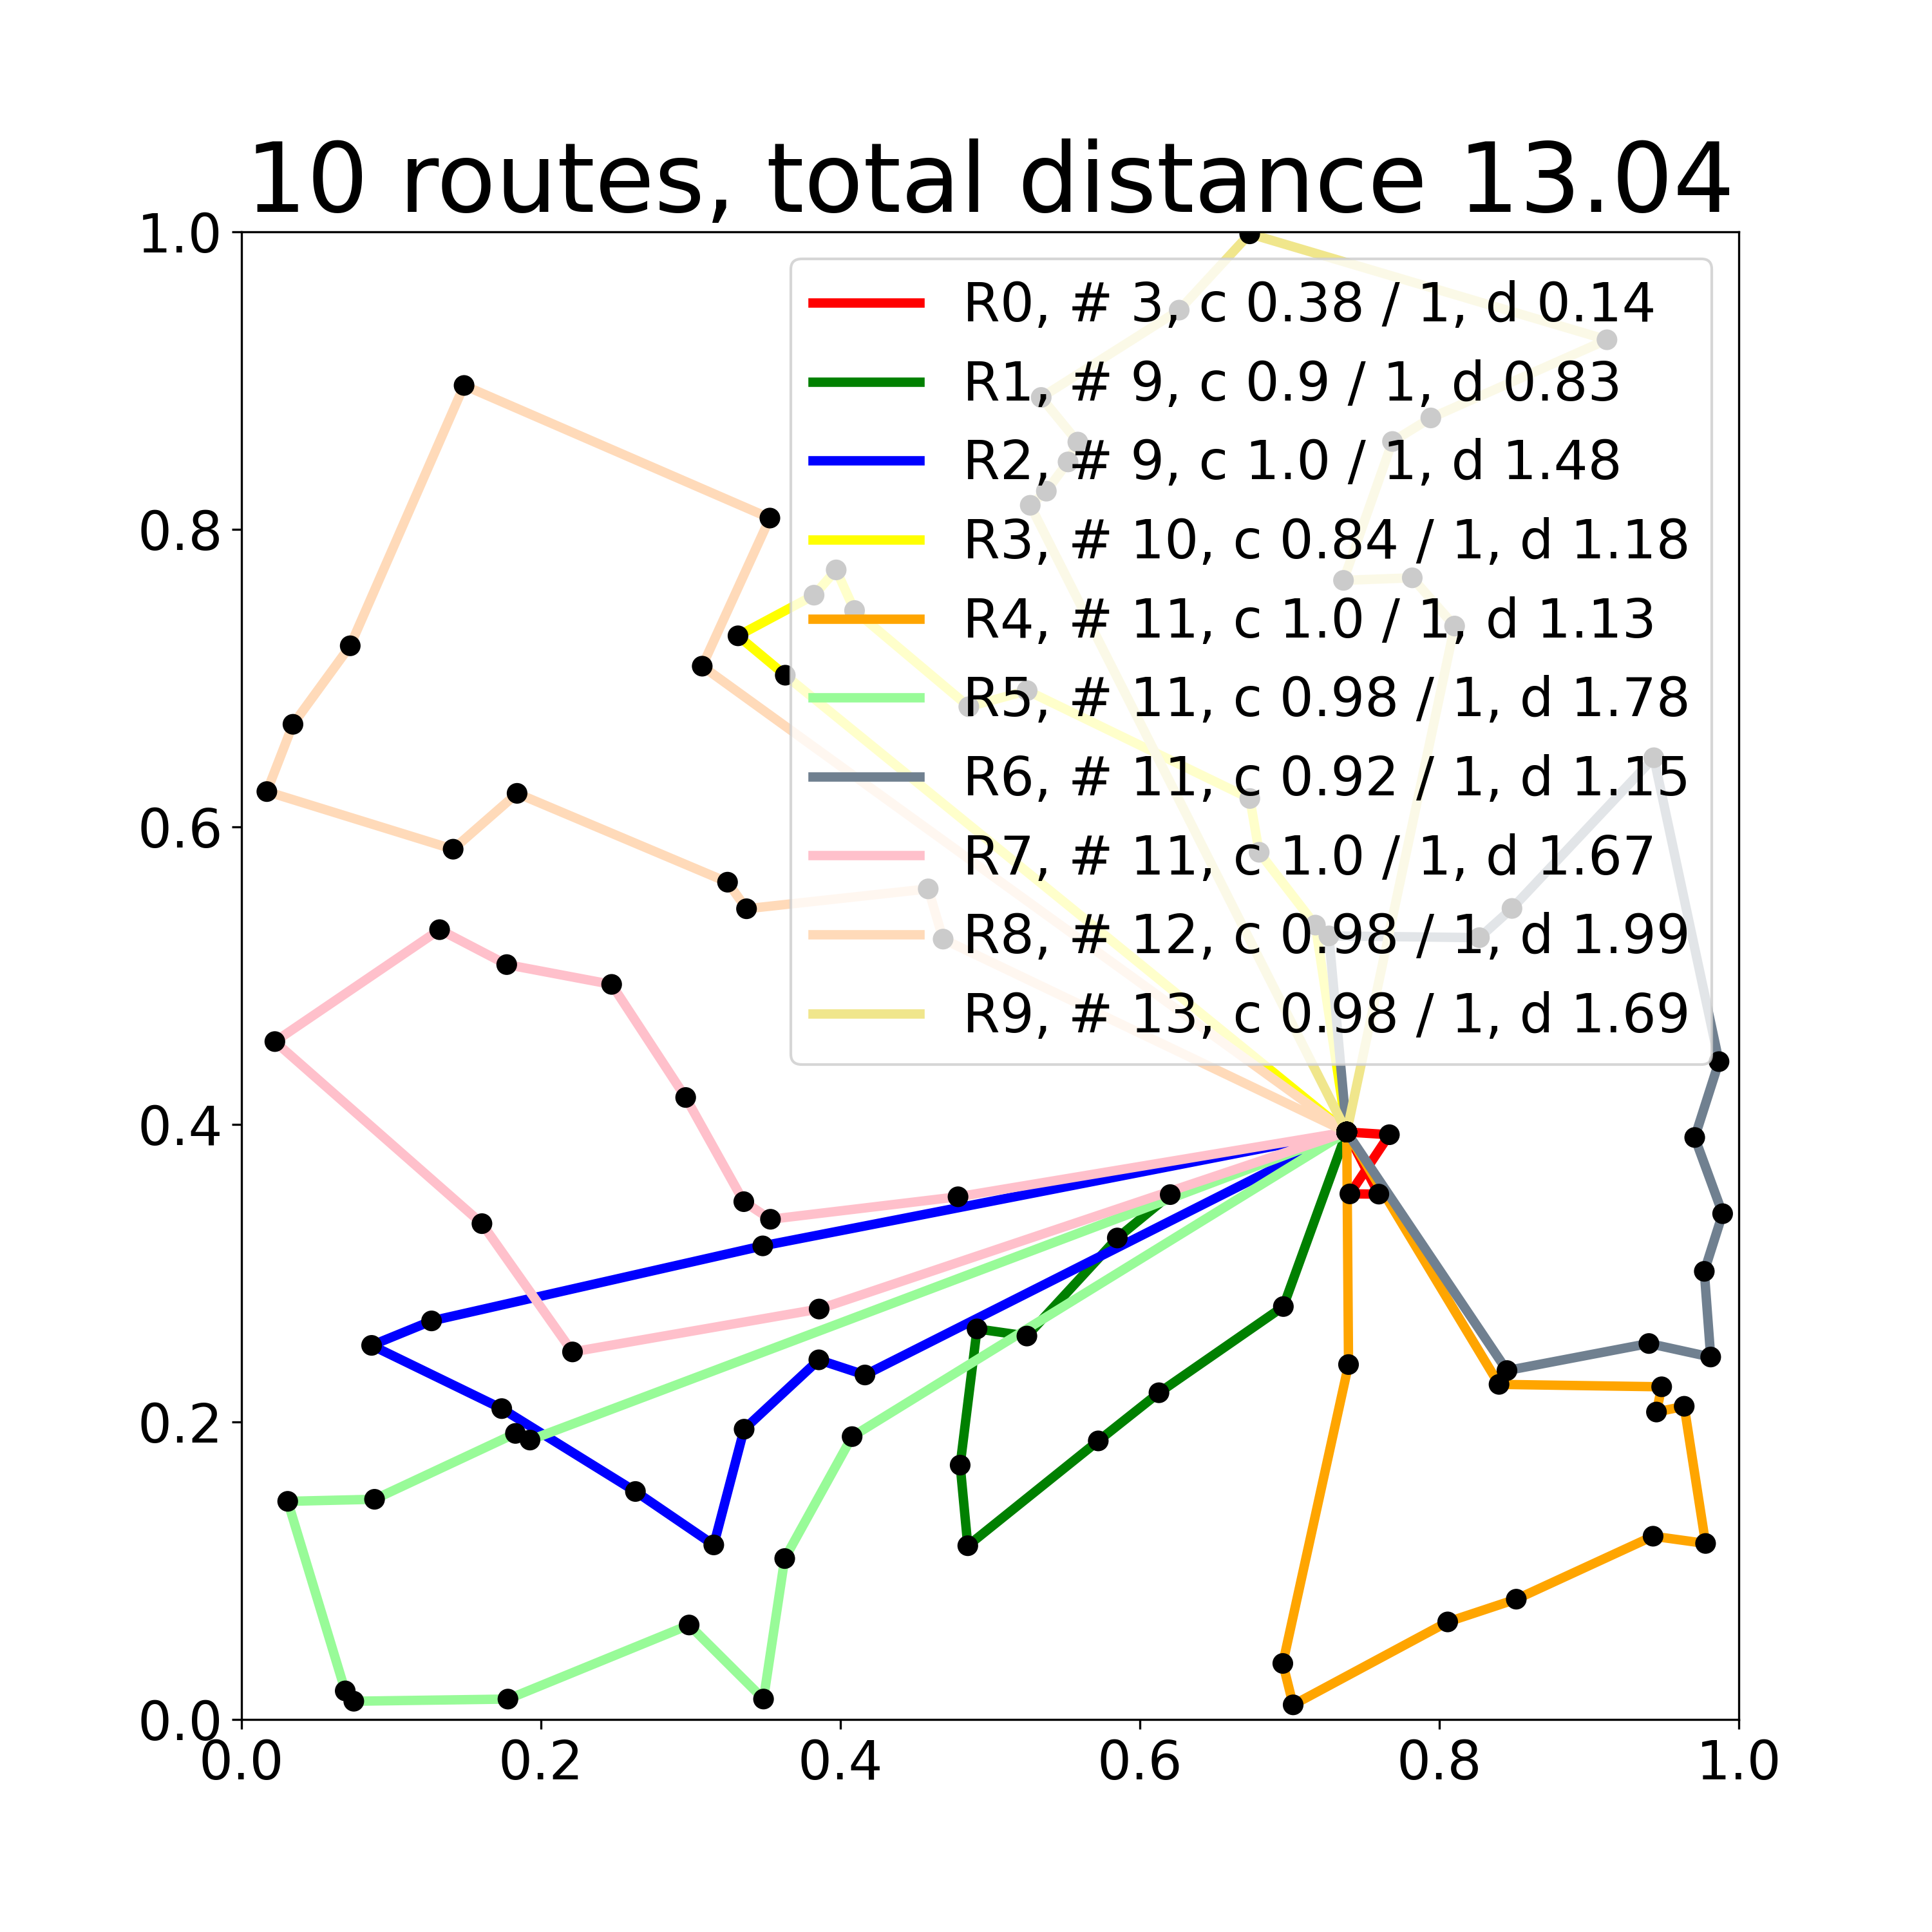 10 routes, total distance 13.04
1.0
0.8
0.6
0.4
0.2
0.0
0.0 0.2 0.4 0.6 0.8 1.0
R0, # 3, c 0.38 / 1, d 0.14
R1, # 9, c 0.9 / 1, d 0.83
R2, # 9, c 1.0 / 1, d 1.48
R3, # 10, c 0.84 / 1, d 1.18
R4, # 11, c 1.0 / 1, d 1.13
R5, # 11, c 0.98 / 1, d 1.78
R6, # 11, c 0.92 / 1, d 1.15
R7, # 11, c 1.0 / 1, d 1.67
R8, # 12, c 0.98 / 1, d 1.99
R9, # 13, c 0.98 / 1, d 1.69